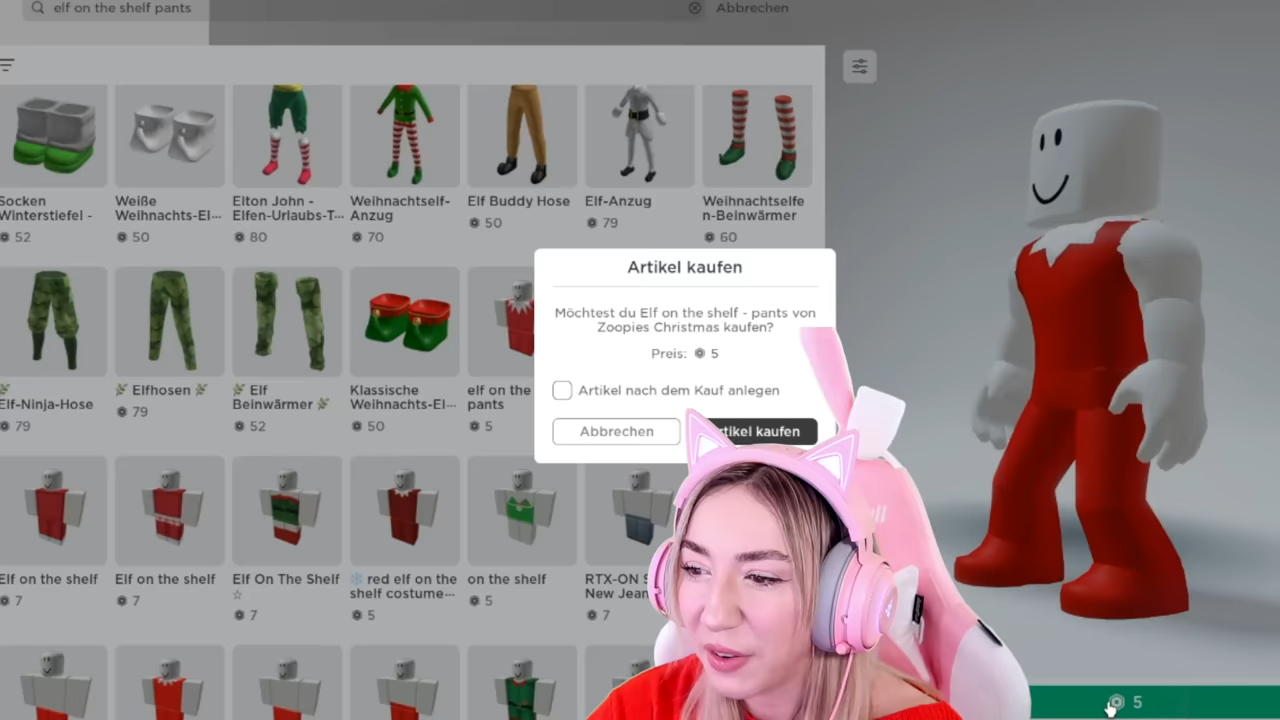 elf on the shelf pants
Abbrechen
Socken
Winterstiefel -
52
Weiße
Weihnachts-El...
50
Elton John -
Elfen-Urlaubs-T...
80
Weihnachtself-
Anzug
70
Elf Buddy Hose
50
Elf-Anzug
79
Weihnachtselfe
n-Beinwärmer
60
Artikel kaufen
Möchtest du Elf on the shelf - pants von
Zoopies Christmas kaufen?
Preis: 5
Artikel nach dem Kauf anlegen
Abbrechen
Elf-Ninja-Hose
79
Elfhosen
79
Elf
Beinwärmer
52
Klassische
Weihnachts-El...
50
elf on the
pants
5
Elf on the shelf
7
Elf on the shelf
7
Elf On The Shelf
☆
7
red elf on the
shelf costume...
5
on the shelf
5
RTX-ON
New
7
5